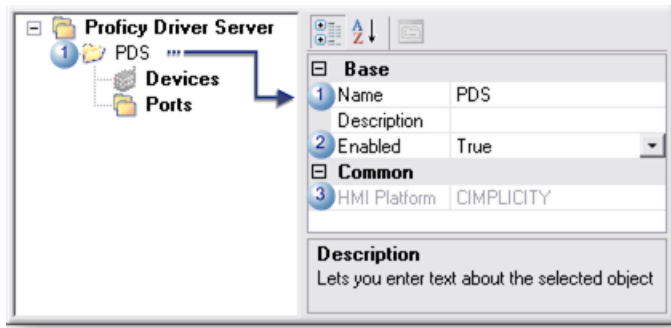 Proficy Driver Server
1 PDS
Devices
Ports
A
Z
Base
1 Name PDS
Description
2 Enabled True
Common
3 HMI Platform CIMPLICITY
Description
Lets you enter text about the selected object